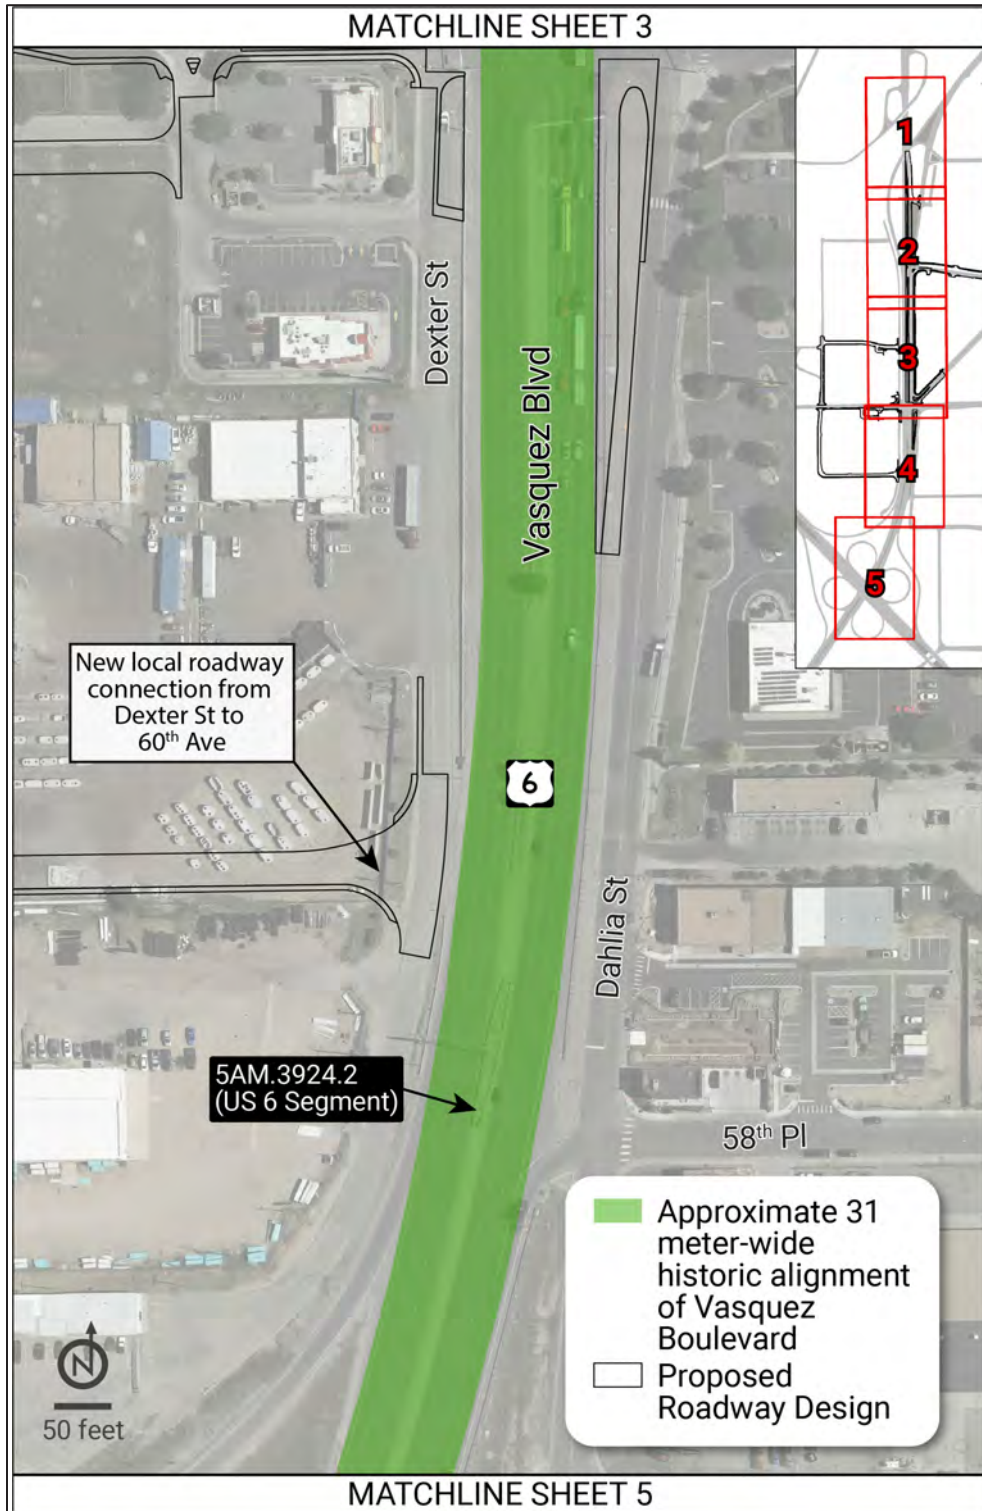 MATCHLINE SHEET 3
1
2
3
4
5
Dexter St
Vasquez Blvd
New local roadway
connection from
Dexter St to
60th Ave
6
Dahlia St
5AM.3924.2
(US 6 Segment)
58th Pl
Approximate 31
meter-wide
historic alignment
of Vasquez
Boulevard
Proposed
Roadway Design
N
50 feet
MATCHLINE SHEET 5